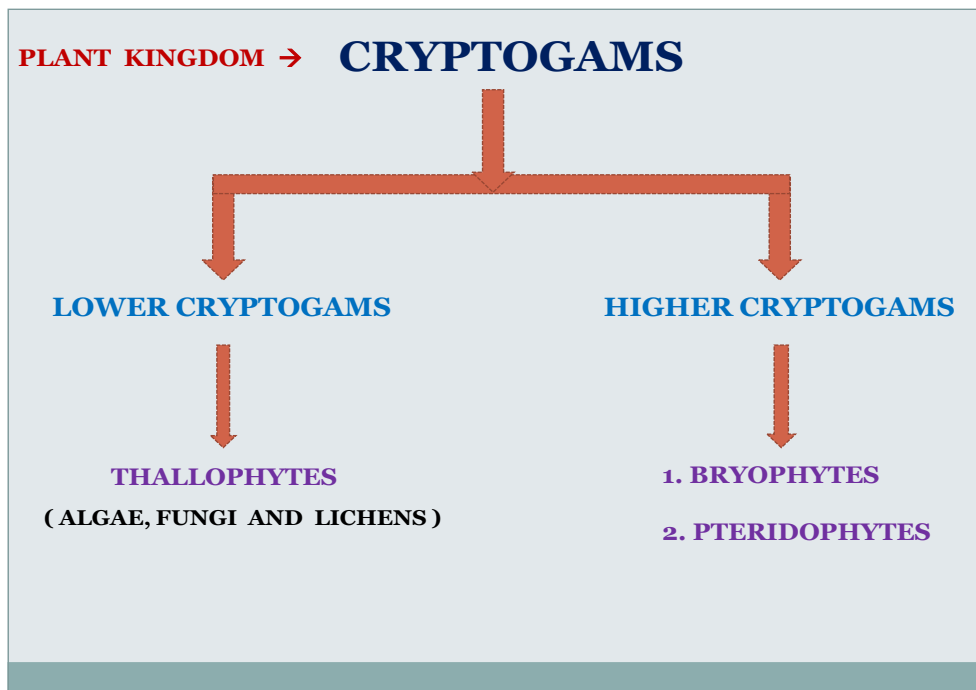 PLANT KINGDOM → CRYPTOGAMS
LOWER CRYPTOGAMS
HIGHER CRYPTOGAMS
THALLOPHYTES
( ALGAE, FUNGI AND LICHENS )
1. BRYOPHYTES
2. PTERIDOPHYTES